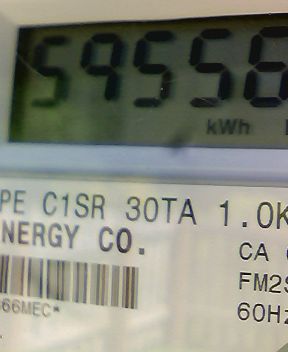 59556
kWh
PE C1SR 30TA 1.0K
NERGY CO.
CA
FM2S
66MEC*
60Hz